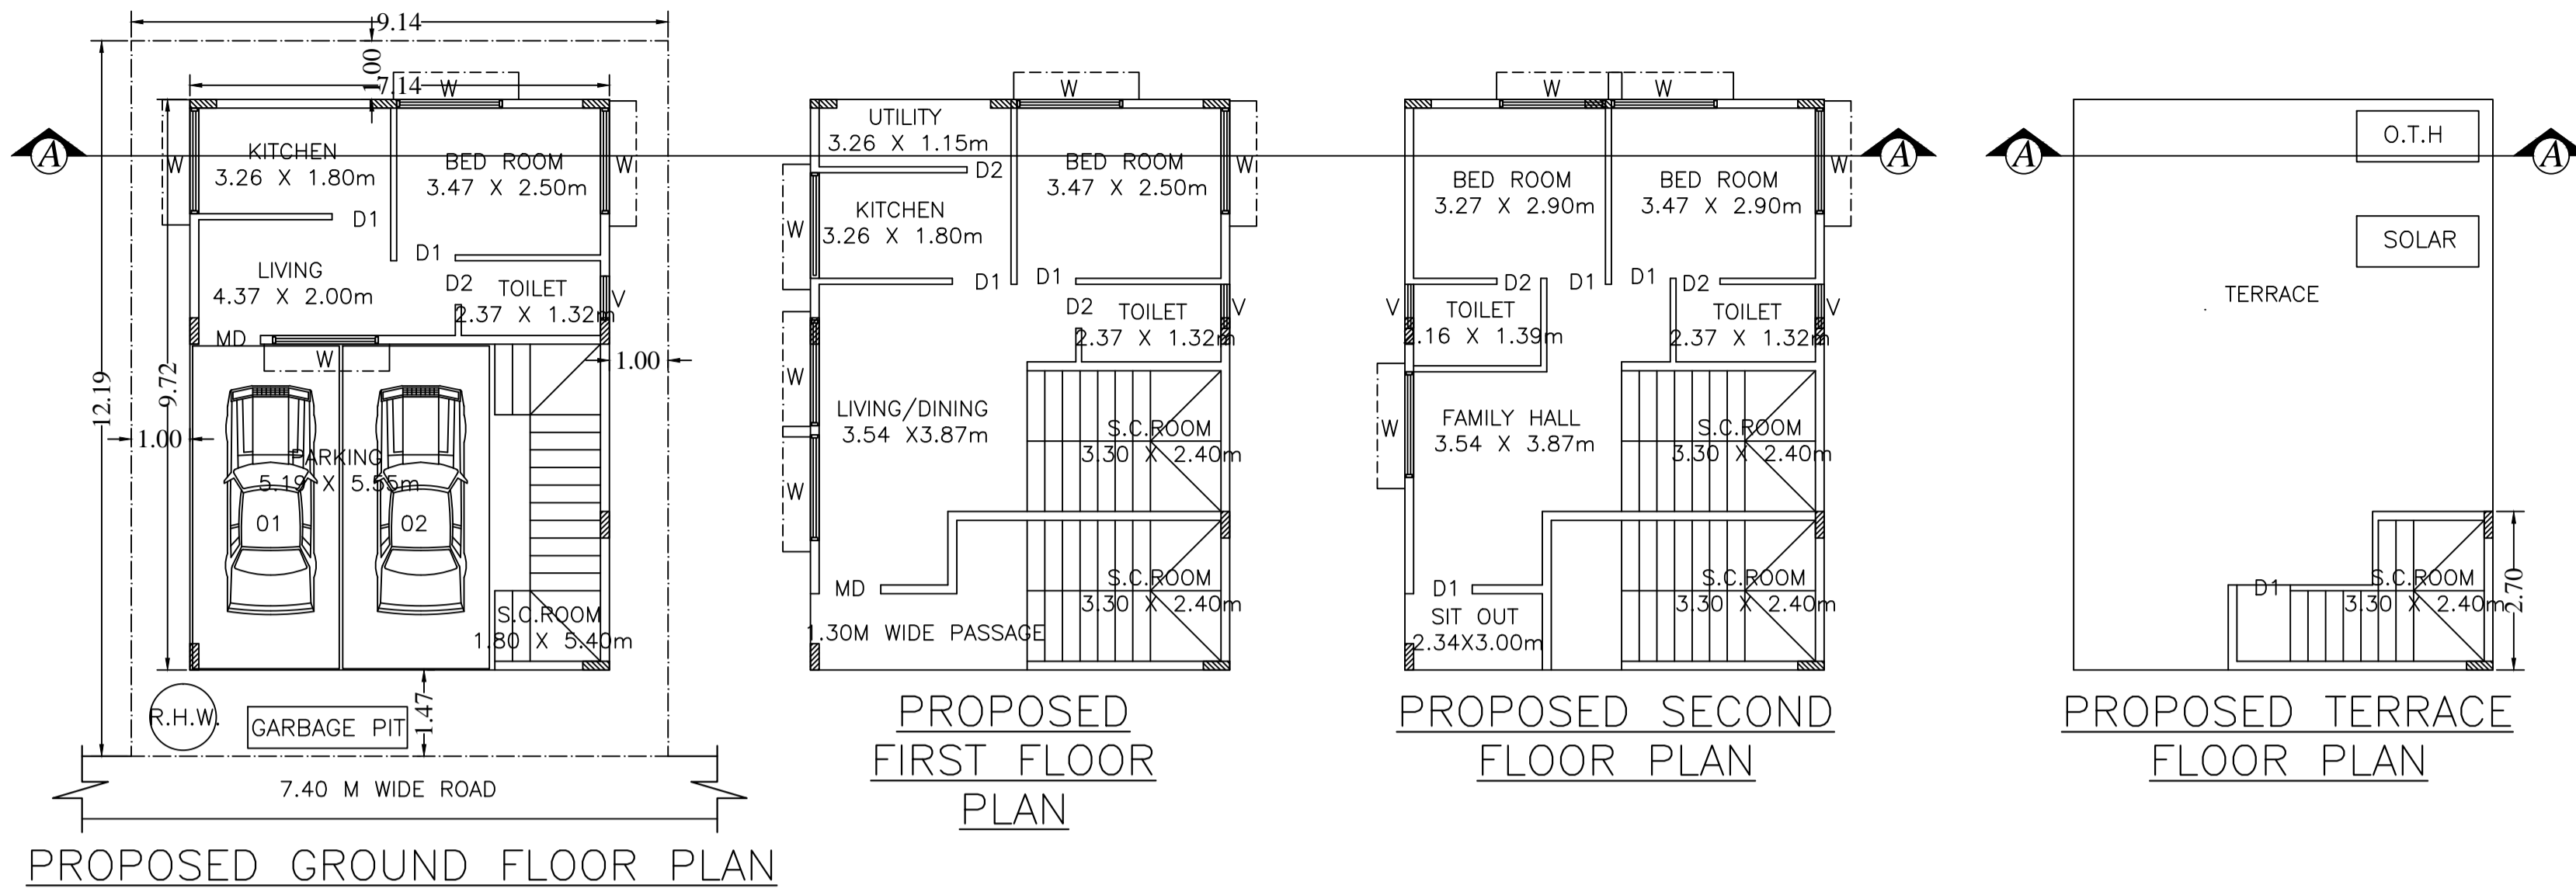 9.14
1.00
7.14
W
A
W
KITCHEN
3.26 X 1.80m
BED ROOM
3.47 X 2.50m
W
D1
LIVING
4.37 X 2.00m
D1
D2
TOILET
2.37 X 1.32m
V
MD
W
12.19
9.72
1.00
1.00
PARKING
5.19 X 5.55m
01
02
S.C.ROOM
1.80 X 5.40m
R.H.W.
GARBAGE PIT
1.47
7.40 M WIDE ROAD
PROPOSED GROUND FLOOR PLAN
W
UTILITY
3.26 X 1.15m
D2
BED ROOM
3.47 X 2.50m
W
KITCHEN
3.26 X 1.80m
W
D1
D1
D2
TOILET
2.37 X 1.32m
V
W
LIVING/DINING
3.54 X3.87m
W
S.C.ROOM
3.30 X 2.40m
MD
S.C.ROOM
3.30 X 2.40m
1.30M WIDE PASSAGE
PROPOSED
FIRST FLOOR
PLAN
W
W
A
W
BED ROOM
3.27 X 2.90m
BED ROOM
3.47 X 2.90m
D2
D1
D1
D2
V
TOILET
.16 X 1.39m
TOILET
2.37 X 1.32m
V
W
FAMILY HALL
3.54 X 3.87m
S.C.ROOM
3.30 X 2.40m
D1
SIT OUT
2.34X3.00m
S.C.ROOM
3.30 X 2.40m
PROPOSED SECOND
FLOOR PLAN
A
O.T.H
A
SOLAR
TERRACE
D1
S.C.ROOM
3.30 X 2.40m
2.70
PROPOSED TERRACE
FLOOR PLAN